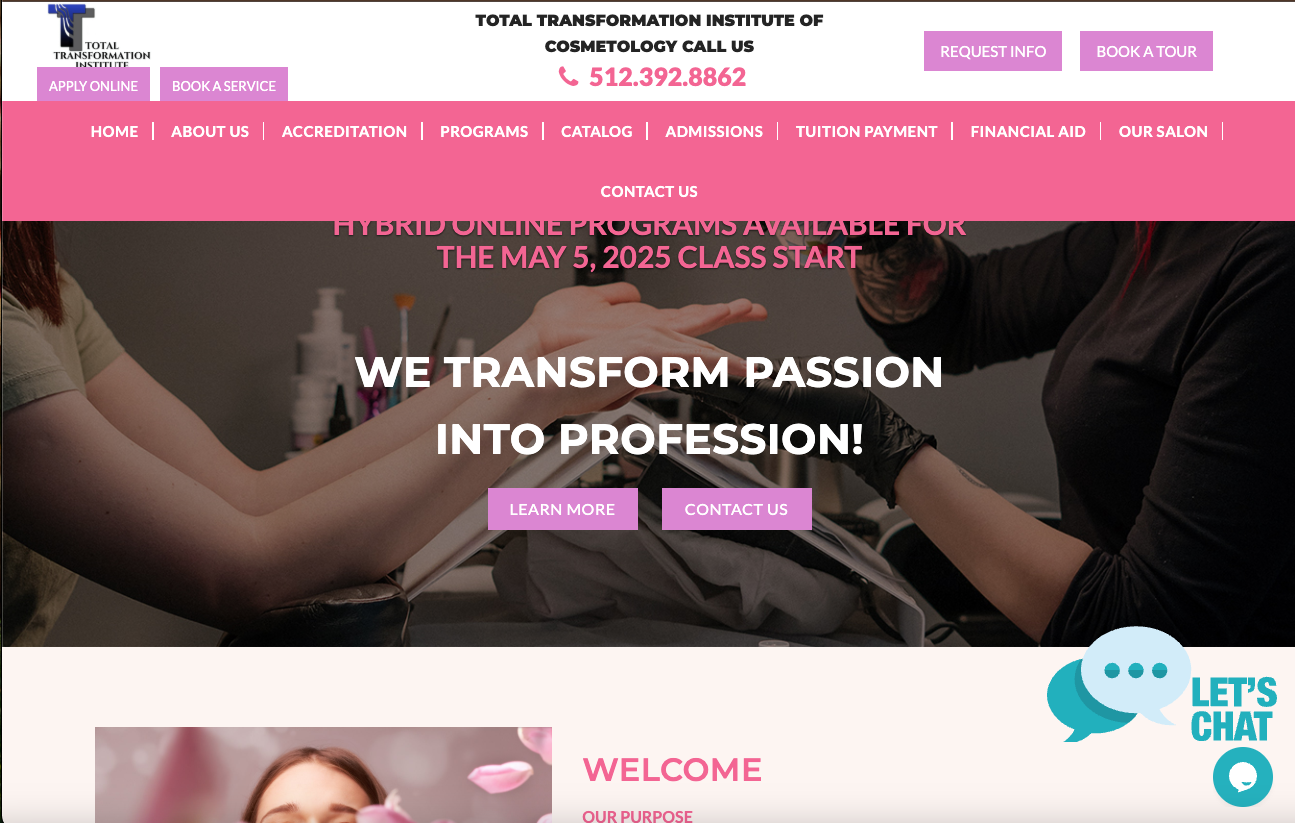 TOTAL
TRANSFORMATION
INSTITUTE
APPLY ONLINE
BOOK A SERVICE
TOTAL TRANSFORMATION INSTITUTE OF
COSMETOLOGY CALL US
512.392.8862
REQUEST INFO
BOOK A TOUR
HOME
ABOUT US
ACCREDITATION
PROGRAMS
CATALOG
ADMISSIONS
TUITION PAYMENT
FINANCIAL AID
OUR SALON
CONTACT US
HYBRID ONLINE PROGRAMS AVAILABLE FOR
THE MAY 5, 2025 CLASS START
WE TRANSFORM PASSION
INTO PROFESSION!
LEARN MORE
CONTACT US
LET'S
CHAT
WELCOME
OUR PURPOSE